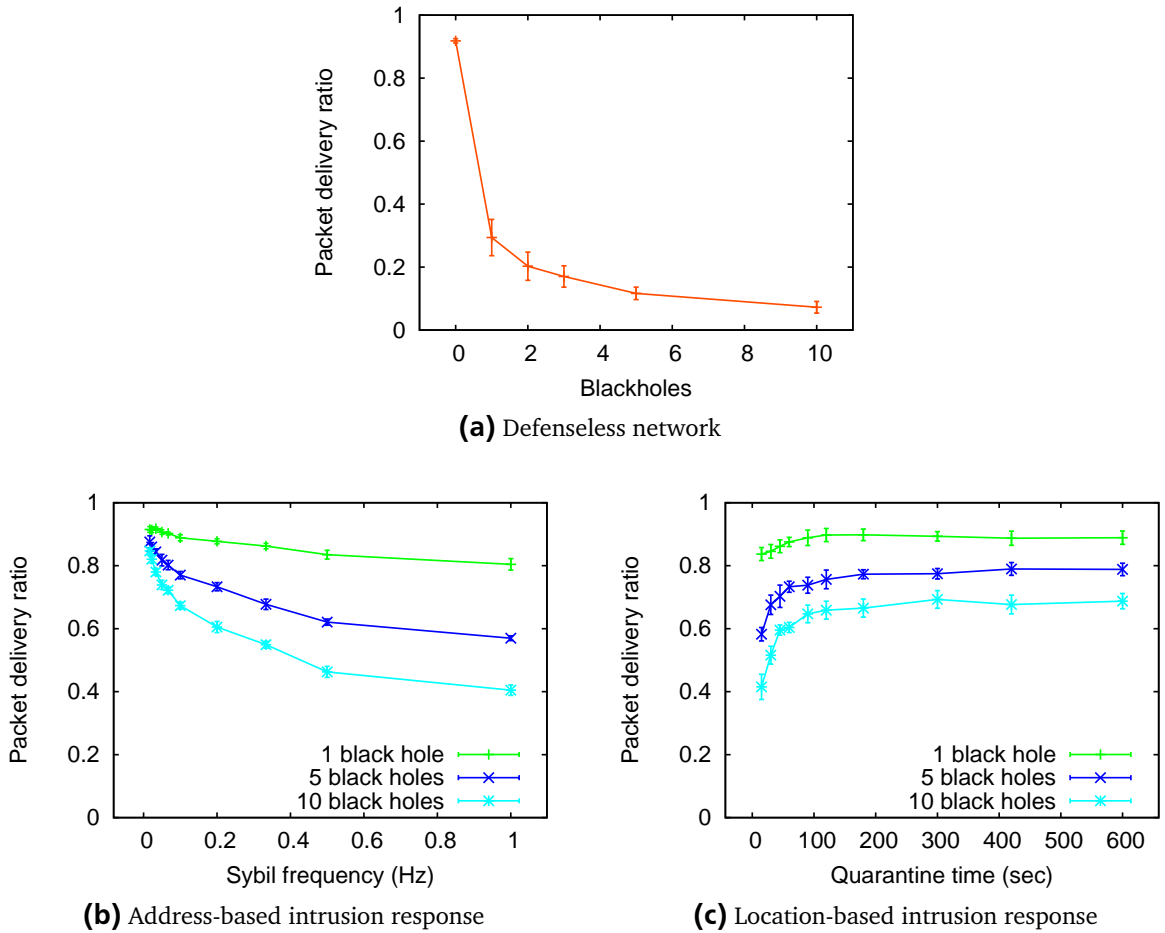 1
0.8
0.6
0.4
0.2
0
Packet delivery ratio
0 2 4 6 8 10
Blackholes
(a) Defenseless network
1
0.8
0.6
0.4
0.2
0
Packet delivery ratio
1 black hole
5 black holes
10 black holes
0 0.2 0.4 0.6 0.8 1
Sybil frequency (Hz)
(b) Address-based intrusion response
1
0.8
0.6
0.4
0.2
0
Packet delivery ratio
1 black hole
5 black holes
10 black holes
0 100 200 300 400 500 600
Quarantine time (sec)
(c) Location-based intrusion response